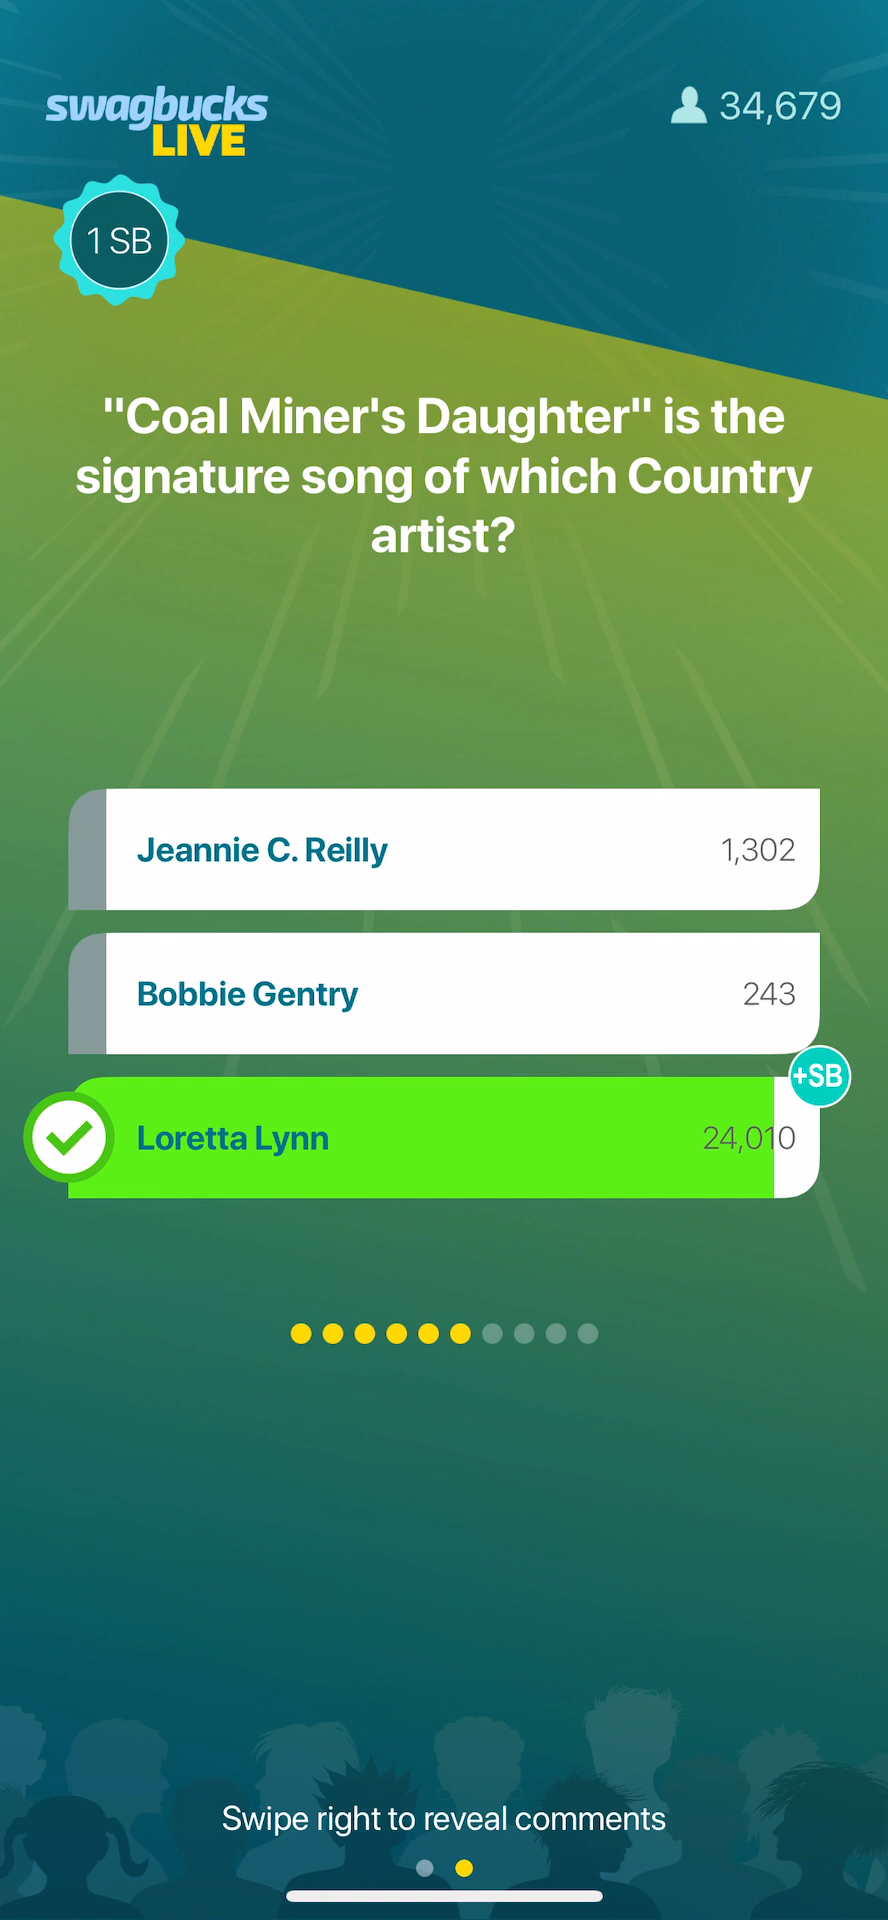 swagbucks
LIVE
34,679
1 SB
"Coal Miner's Daughter" is the
signature song of which Country
artist?
Jeannie C. Reilly
1,302
Bobbie Gentry
243
+SB
Loretta Lynn
24,010
Swipe right to reveal comments